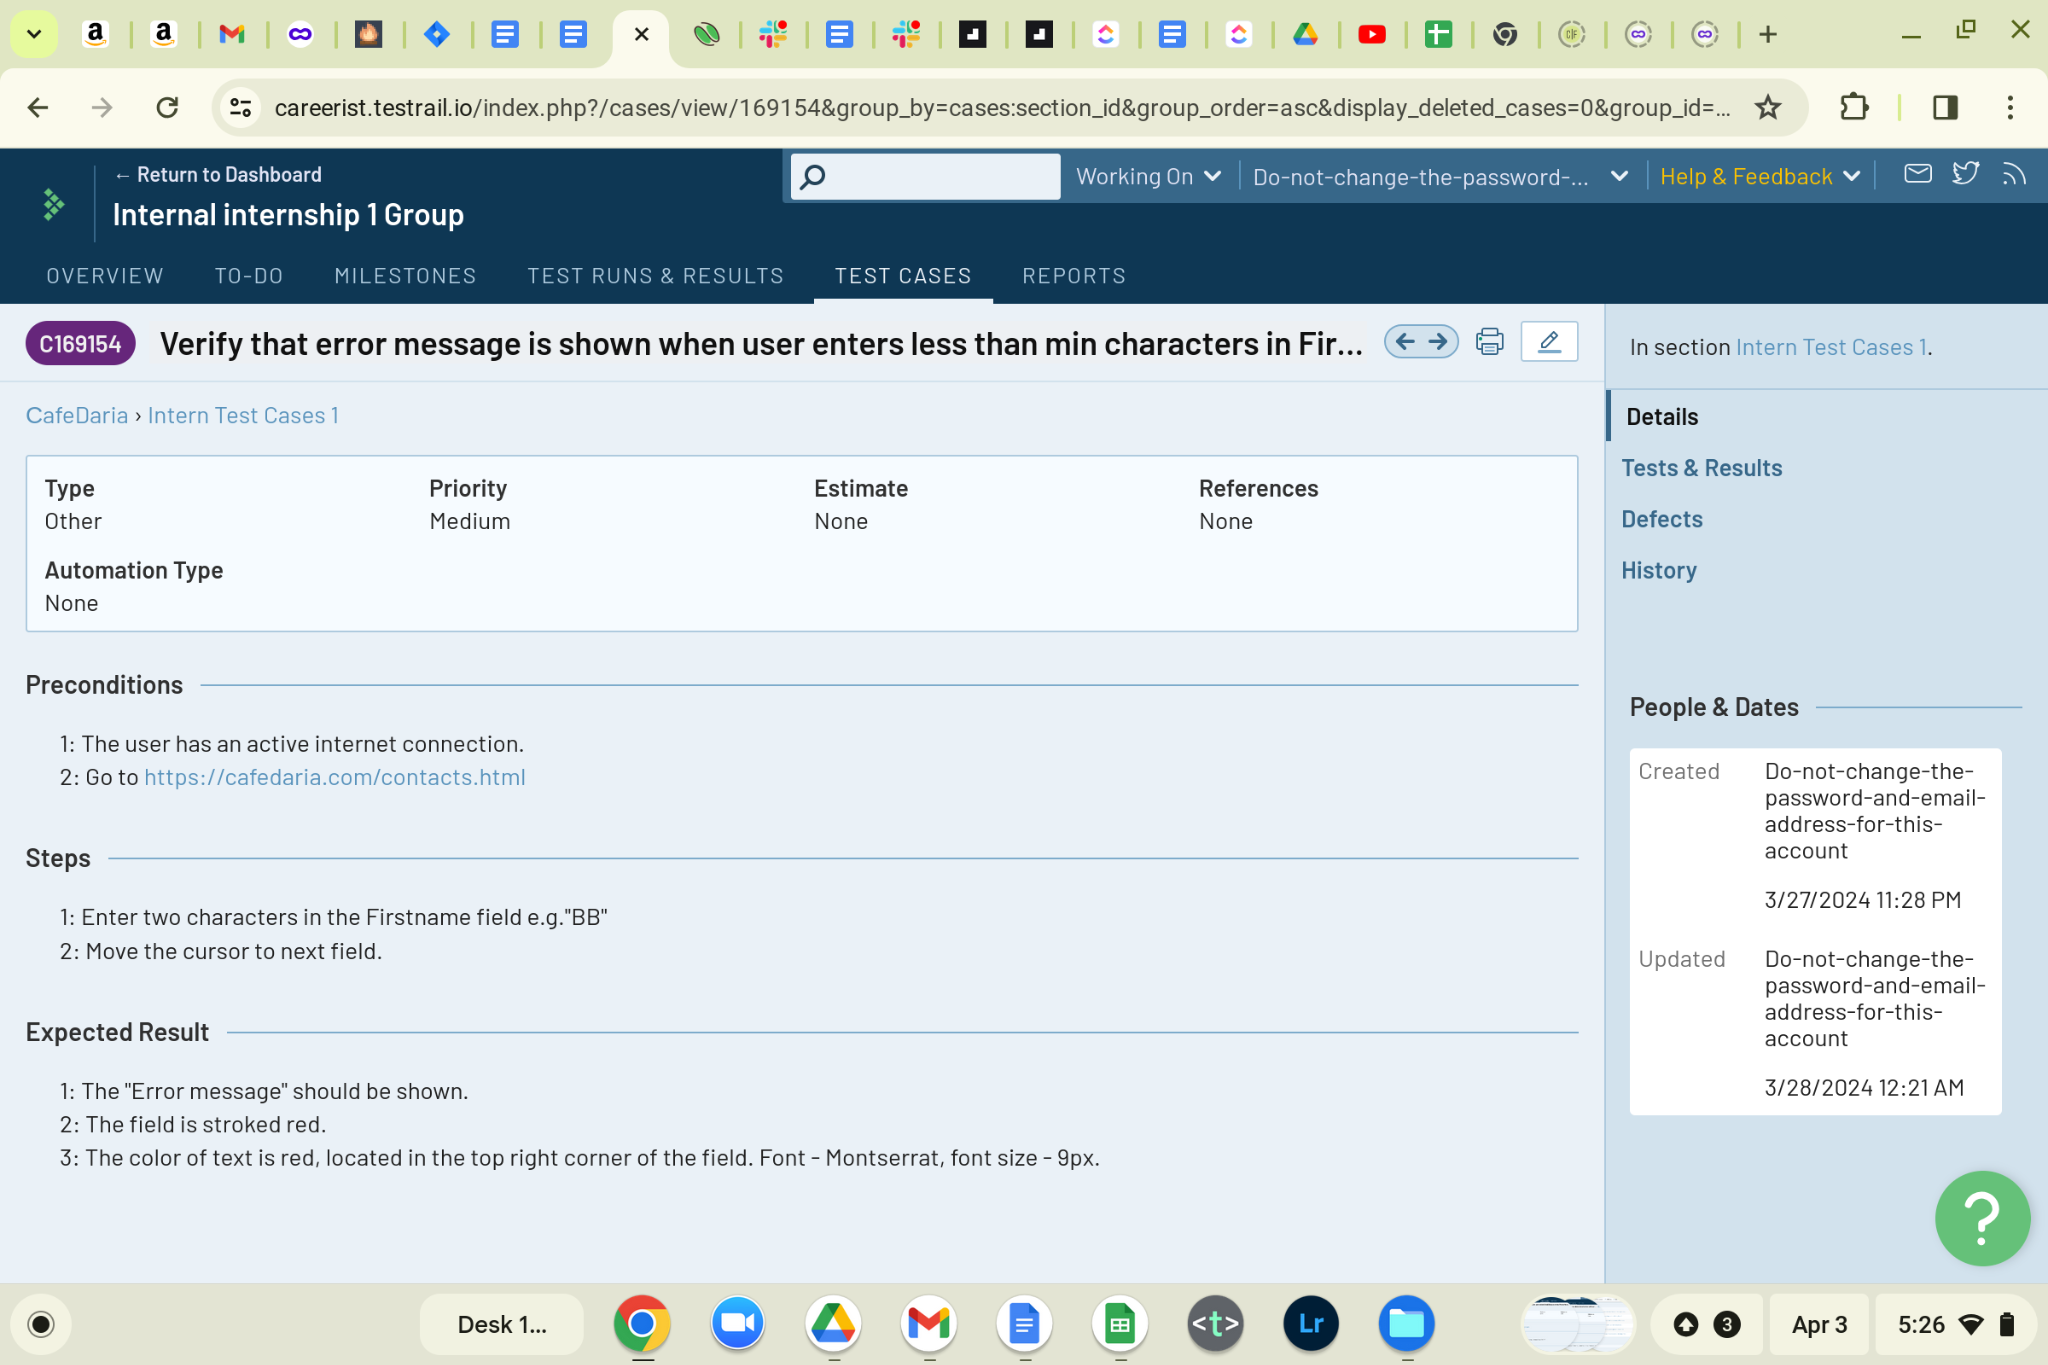 careerist.testrail.io/index.php?/cases/view/169154&group_by=cases:section_id&group_order=asc&display_deleted_cases=0&group_id=...
← Return to Dashboard
Internal internship 1 Group
Working On
Do-not-change-the-password-...
Help & Feedback
OVERVIEW
TO-DO
MILESTONES
TEST RUNS & RESULTS
TEST CASES
REPORTS
C169154
Verify that error message is shown when user enters less than min characters in Fir...
CafeDaria › Intern Test Cases 1
Type
Other
Priority
Medium
Estimate
None
References
None
Automation Type
None
Preconditions
1: The user has an active internet connection.
2: Go to https://cafedaria.com/contacts.html
Steps
1: Enter two characters in the Firstname field e.g."BB"
2: Move the cursor to next field.
Expected Result
1: The "Error message" should be shown.
2: The field is stroked red.
3: The color of text is red, located in the top right corner of the field. Font - Montserrat, font size - 9px.
In section Intern Test Cases 1.
Details
Tests & Results
Defects
History
People & Dates
Created
Do-not-change-the-
password-and-email-
address-for-this-
account
3/27/2024 11:28 PM
Updated
Do-not-change-the-
password-and-email-
address-for-this-
account
3/28/2024 12:21 AM
?
Desk 1...
<t>
Lr
3
Apr 3
5:26